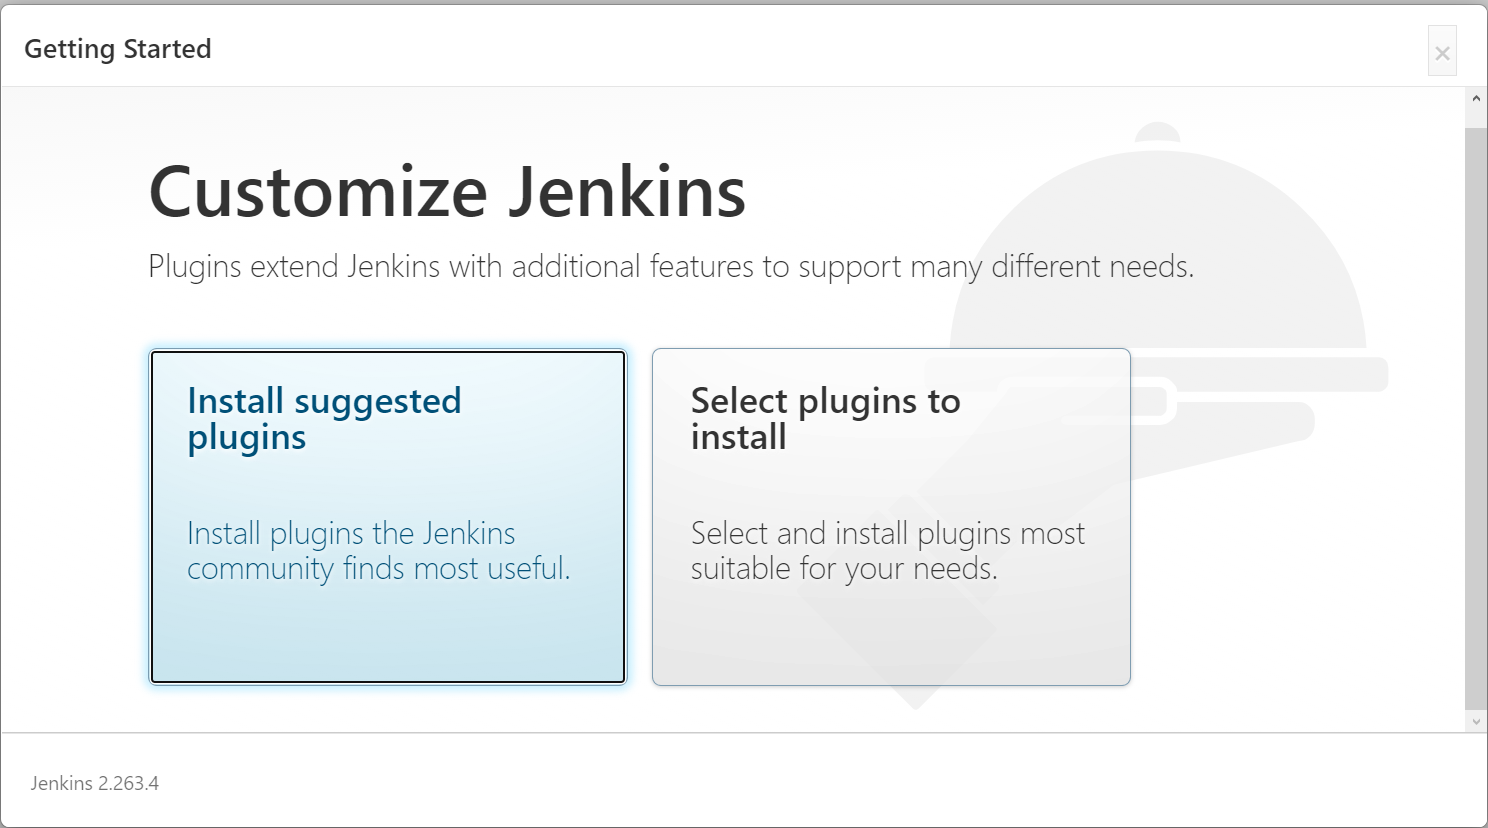 Getting Started
×
Customize Jenkins
Plugins extend Jenkins with additional features to support many different needs.
Install suggested
plugins
Install plugins the Jenkins
community finds most useful.
Select plugins to
install
Select and install plugins most
suitable for your needs.
Jenkins 2.263.4